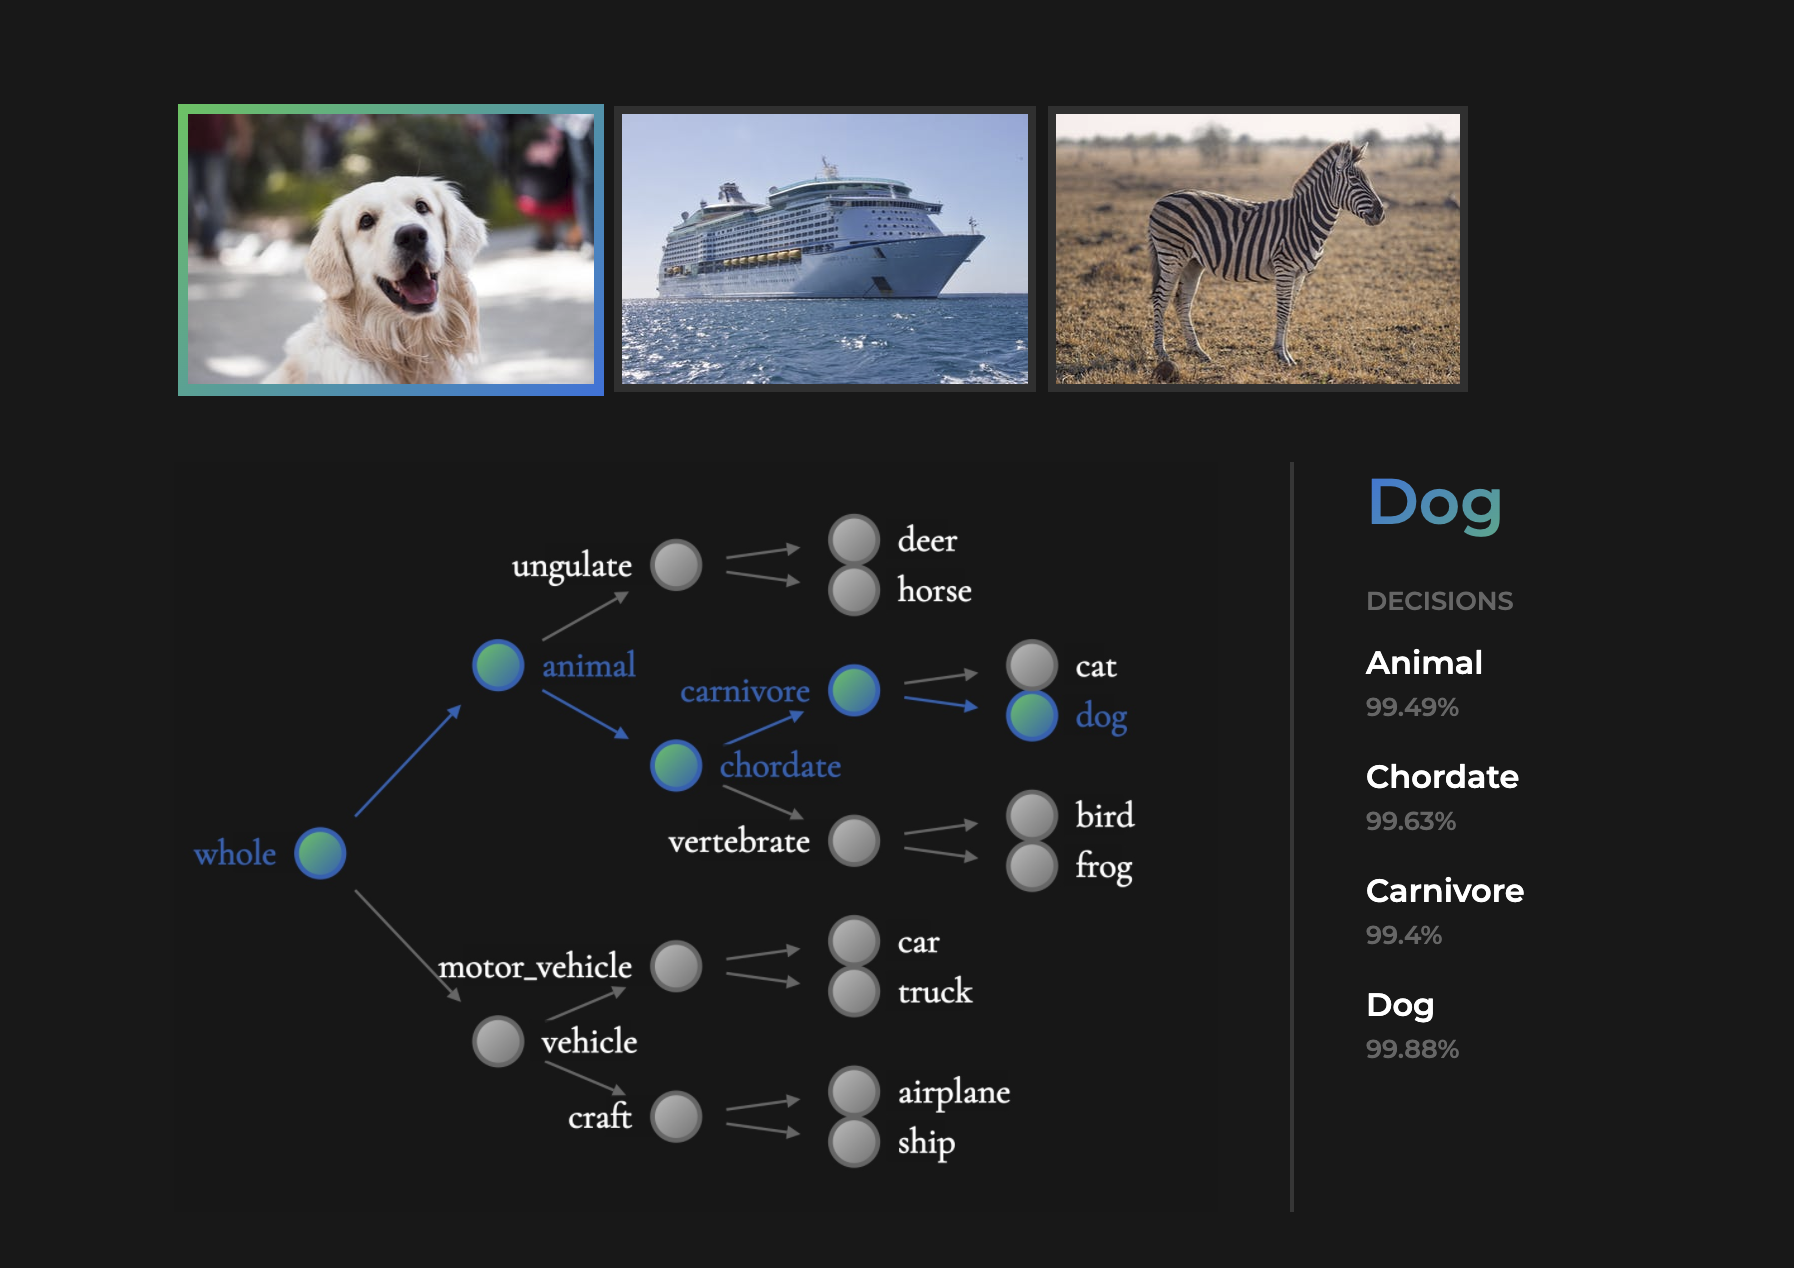 ungulate
deer
horse
animal
carnivore
cat
dog
chordate
vertebrate
bird
frog
whole
motor_vehicle
car
truck
vehicle
craft
airplane
ship
Dog
DECISIONS
Animal
99.49%
Chordate
99.63%
Carnivore
99.4%
Dog
99.88%